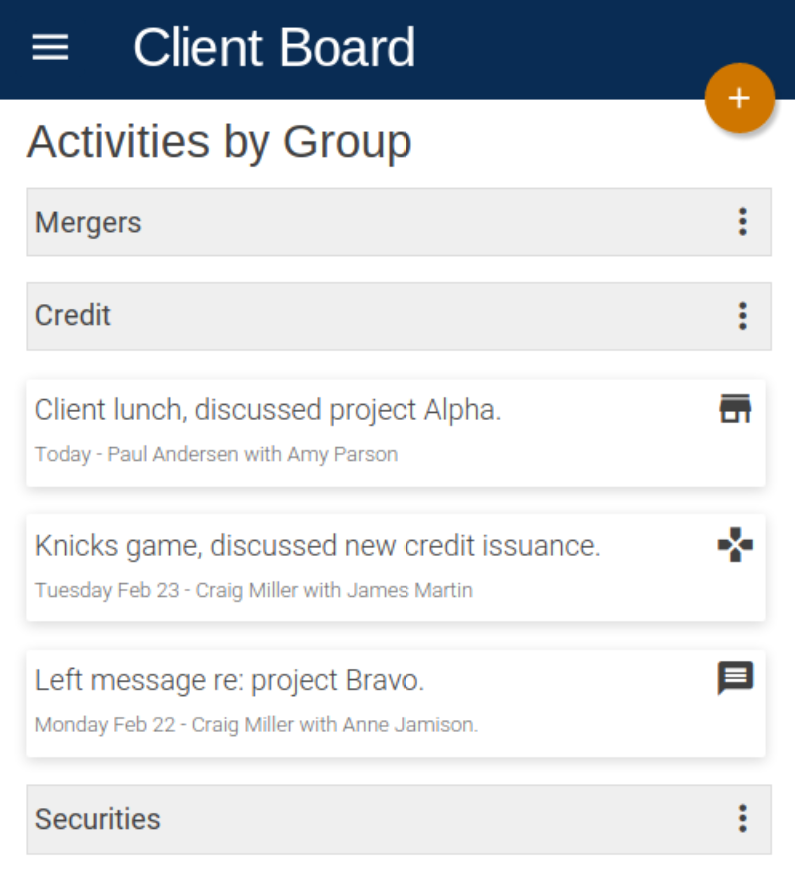 Client Board
+
Activities by Group
Mergers
Credit
Client lunch, discussed project Alpha.
Today - Paul Andersen with Amy Parson
Knicks game, discussed new credit issuance.
Tuesday Feb 23 - Craig Miller with James Martin
Left message re: project Bravo.
Monday Feb 22 - Craig Miller with Anne Jamison.
Securities